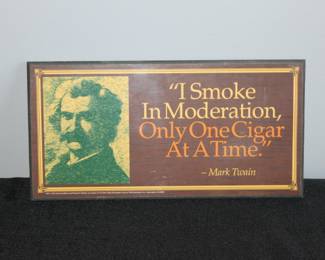 "I Smoke
In Moderation,
Only One Cigar
At A Time."
– Mark Twain